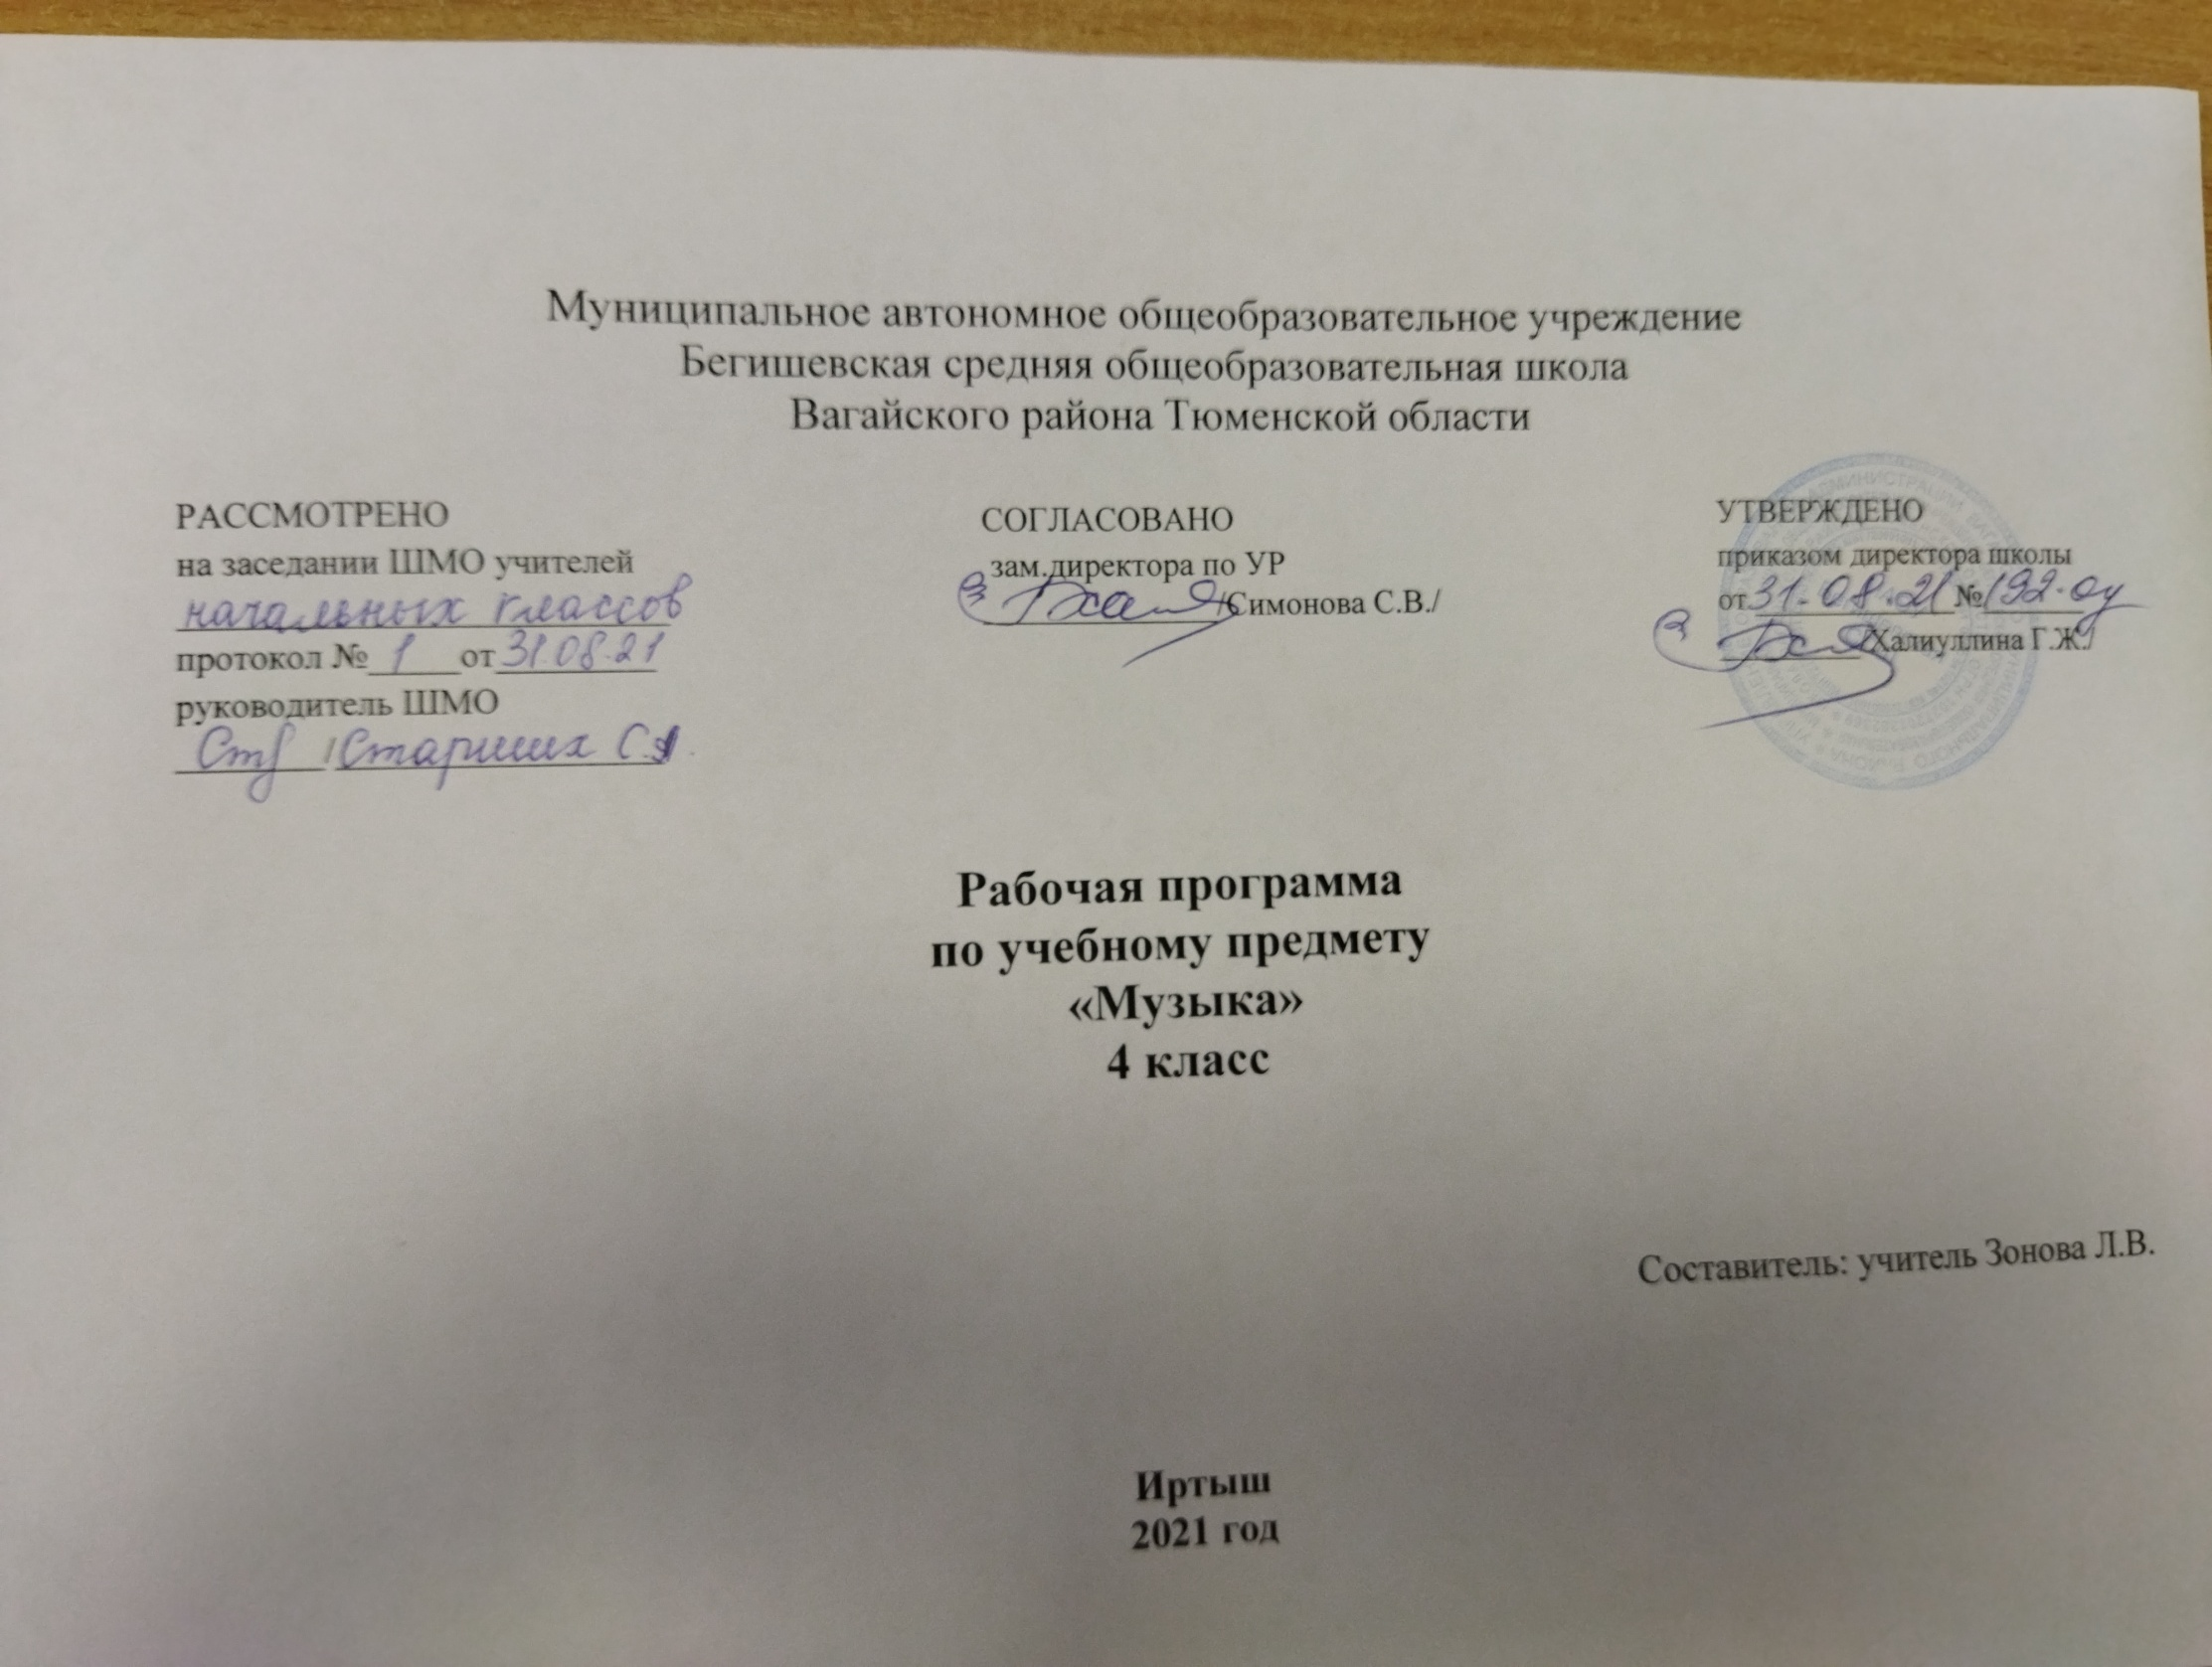 Муниципальное автономное общеобразовательное учреждение
Бегишевская средняя общеобразовательная школа
Вагайского района Тюменской области
РАССМОТРЕНО
на заседании ШМО учителей
начальных классов
протокол № 1 от 31.08.21
руководитель ШМО
/Старших С.
СОГЛАСОВАНО
зам.директора по УР
/Симонова С.В./
УТВЕРЖДЕНО
приказом директора школы
от 31.08.21 № 192-оу
/Халиуллина Г.Ж./
Рабочая программа
по учебному предмету
«Музыка»
4 класс
Составитель: учитель Зонова Л.В.
Иртыш
2021 год